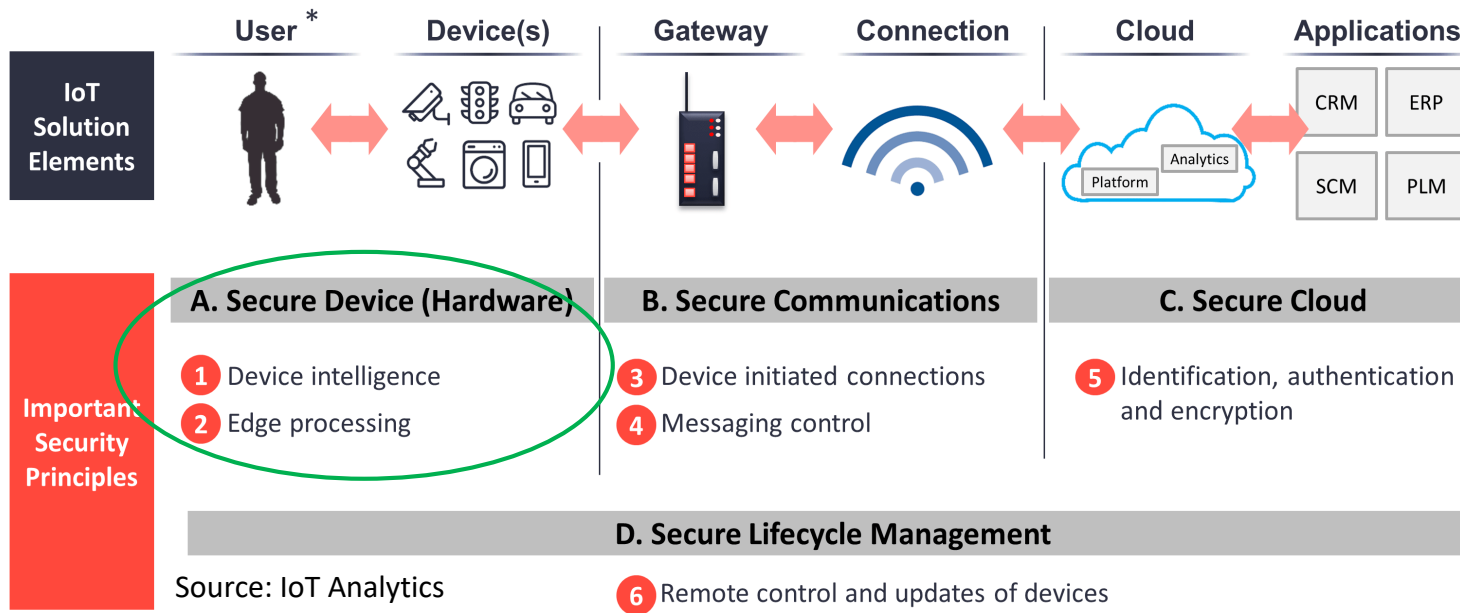 User *
Device(s)
Gateway
Connection
Cloud
Applications
IoT
Solution
Elements
CRM
ERP
Analytics
Platform
SCM
PLM
A. Secure Device (Hardware)
B. Secure Communications
C. Secure Cloud
Important
Security
Principles
1 Device intelligence
2 Edge processing
3 Device initiated connections
4 Messaging control
5 Identification, authentication
and encryption
D. Secure Lifecycle Management
Source: IoT Analytics
6 Remote control and updates of devices